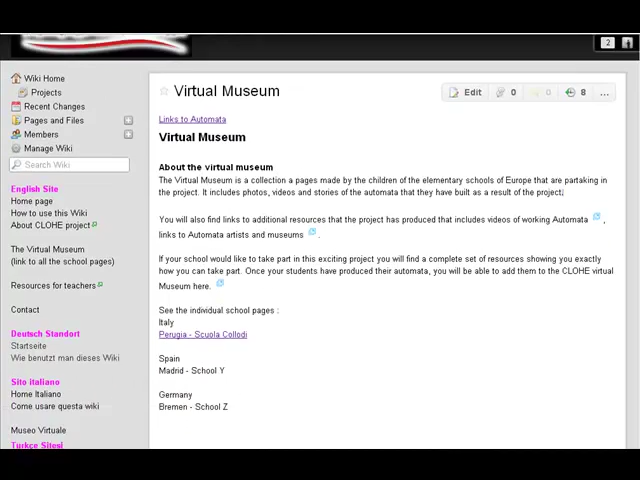 2
Wiki Home
Projects
Recent Changes
Pages and Files
Members
Manage Wiki
Search Wiki
English Site
Home page
How to use this Wiki
About CLOHE project
The Virtual Museum
(link to all the school pages)
Resources for teachers
Contact
Deutsch Standort
Startseite
Wie benutzt man dieses Wiki
Sito italiano
Home Italiano
Come usare questa wiki
Museo Virtuale
Turkçe Sitesi
Virtual Museum
Edit 0 0 8 ...
Links to Automata
Virtual Museum
About the virtual museum
The Virtual Museum is a collection a pages made by the children of the elementary schools of Europe that are partaking in
the project. It includes photos, videos and stories of the automata that they have built as a result of the project.
You will also find links to additional resources that the project has produced that includes videos of working Automata ,
links to Automata artists and museums .
If your school would like to take part in this exciting project you will find a complete set of resources showing you exactly
how you can take part. Once your students have produced their automata, you will be able to add them to the CLOHE virtual
Museum here.
See the individual school pages :
Italy
Perugia - Scuola Collodi
Spain
Madrid - School Y
Germany
Bremen - School Z